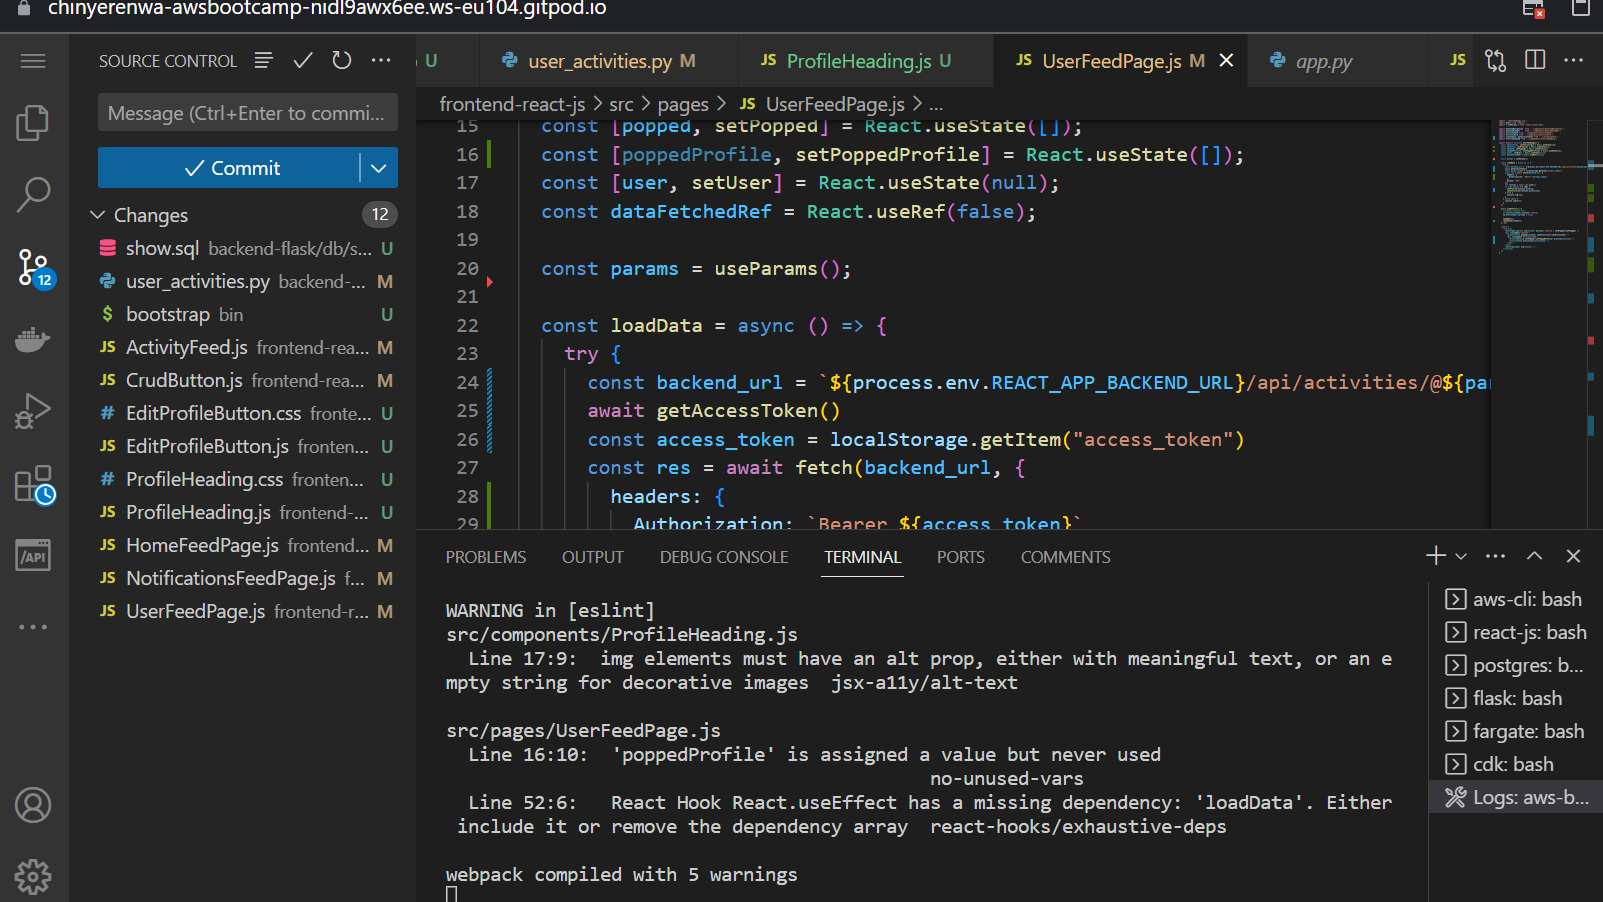 chinyerenwa-awsbootcamp-nidl9awx6ee.ws-eu104.gitpod.io
SOURCE CONTROL
Message (Ctrl+Enter to commi...
Commit
Changes 12
show.sql backend-flask/db/s... U
user_activities.py backend-... M
$ bootstrap bin U
JS ActivityFeed.js frontend-rea... M
JS CrudButton.js frontend-rea... M
# EditProfileButton.css fronte... U
JS EditProfileButton.js fronten... U
# ProfileHeading.css fronten... U
JS ProfileHeading.js frontend-... U
JS HomeFeedPage.js frontend... M
JS NotificationsFeedPage.js f... M
JS UserFeedPage.js frontend-r... M
12
/API
U
user_activities.py M
JS ProfileHeading.js U
JS UserFeedPage.js M
app.py
JS
frontend-react-js > src > pages > JS UserFeedPage.js > ...
15 const [popped, setPopped] = React.useState([]);
16 const [poppedProfile, setPoppedProfile] = React.useState([]);
17 const [user, setUser] = React.useState(null);
18 const dataFetchedRef = React.useRef(false);
19
20 const params = useParams();
21
22 const loadData = async () => {
23 try {
24 const backend_url = `${process.env.REACT_APP_BACKEND_URL}/api/activities/@${pa
25 await getAccessToken()
26 const access_token = localStorage.getItem("access_token")
27 const res = await fetch(backend_url, {
28 headers: {
29 Authorization: `Bearer ${access_token}`
PROBLEMS OUTPUT DEBUG CONSOLE TERMINAL PORTS COMMENTS
WARNING in [eslint]
src/components/ProfileHeading.js
Line 17:9: img elements must have an alt prop, either with meaningful text, or an e
mpty string for decorative images jsx-a11y/alt-text
src/pages/UserFeedPage.js
Line 16:10: 'poppedProfile' is assigned a value but never used
no-unused-vars
Line 52:6: React Hook React.useEffect has a missing dependency: 'loadData'. Either
include it or remove the dependency array react-hooks/exhaustive-deps
webpack compiled with 5 warnings
aws-cli: bash
react-js: bash
postgres: b...
flask: bash
fargate: bash
cdk: bash
Logs: aws-b...